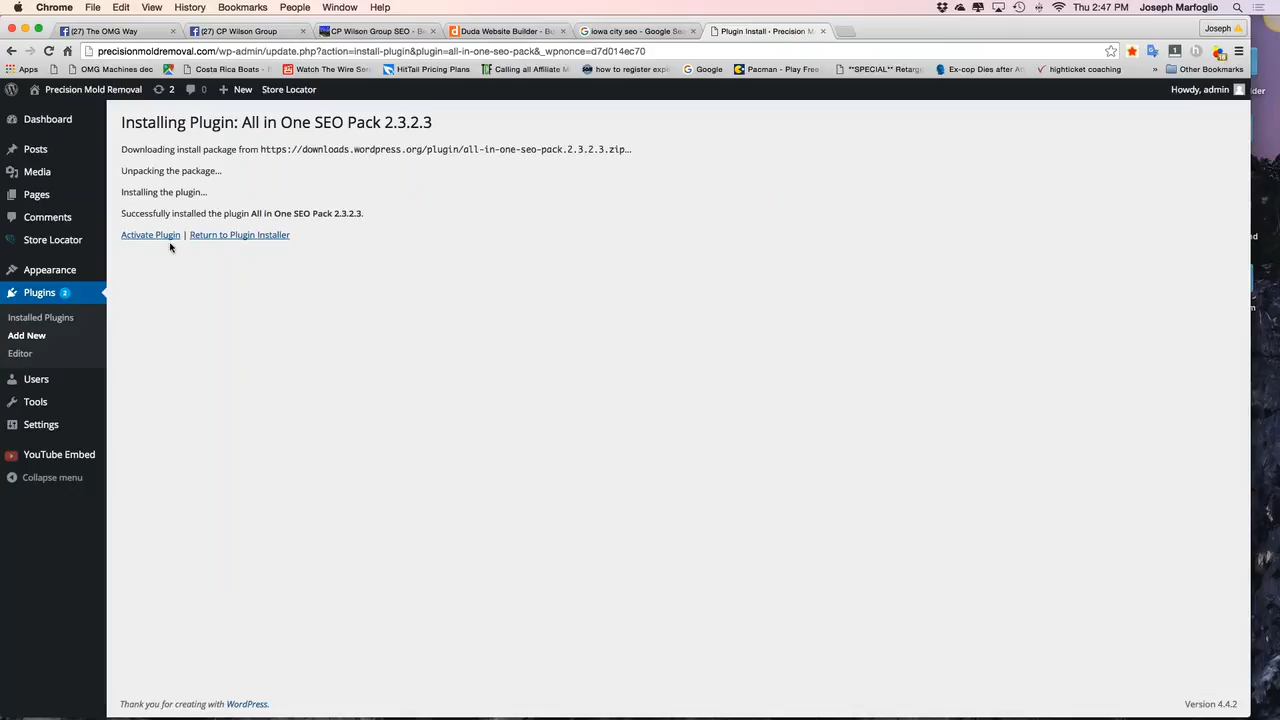 Chrome File Edit View History Bookmarks People Window Help Thu 2:47 PM Joseph Marfoglio
(27) The OMG Way (27) CP Wilson Group CP Wilson Group SEO - B Duda Website Builder - B iowa city seo - Google Sea Plugin Install ‹ Precision M Joseph
precisionmoldremoval.com/wp-admin/update.php?action=install-plugin&plugin=all-in-one-seo-pack&_wpnonce=d7d014ec70
Apps OMG Machines dec Costa Rica Boats - Watch The Wire Ser HitTail Pricing Plans Calling all Affiliate M how to register expi Google Pacman - Play Free **SPECIAL** Retarg Ex-cop Dies after A highticket.coaching » Other Bookmarks
Precision Mold Removal 2 0 New Store Locator Howdy, admin
Dashboard
Posts
Media
Pages
Comments
Store Locator
Appearance
Plugins 2
Installed Plugins
Add New
Editor
Users
Tools
Settings
YouTube Embed
Collapse menu
Installing Plugin: All in One SEO Pack 2.3.2.3
Downloading install package from https://downloads.wordpress.org/plugin/all-in-one-seo-pack.2.3.2.3.zip…
Unpacking the package…
Installing the plugin…
Successfully installed the plugin All in One SEO Pack 2.3.2.3.
Activate Plugin | Return to Plugin Installer
Thank you for creating with WordPress.
Version 4.4.2